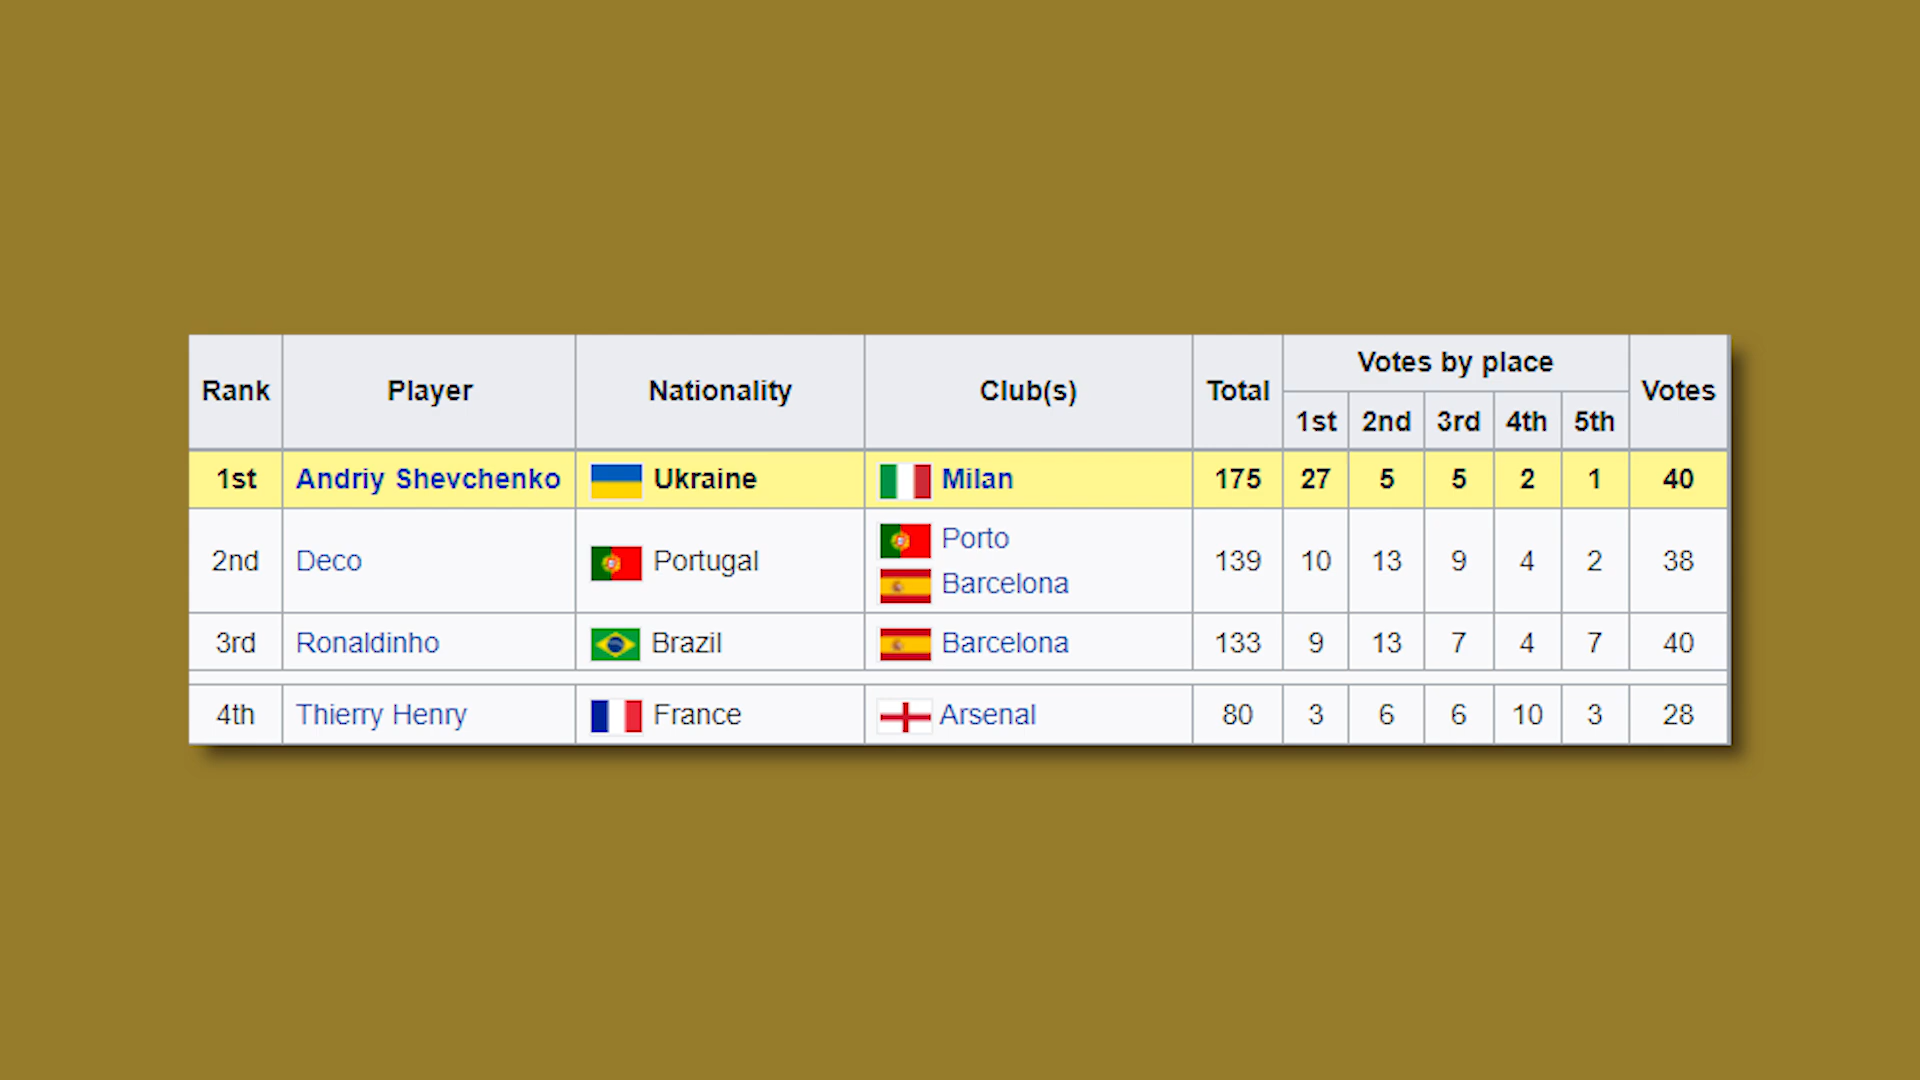 Rank Player Nationality Club(s) Total Votes by place Votes
1st 2nd 3rd 4th 5th
1st Andriy Shevchenko Ukraine Milan 175 27 5 5 2 1 40
2nd Deco Portugal Porto 139 10 13 9 4 2 38
Barcelona
3rd Ronaldinho Brazil Barcelona 133 9 13 7 4 7 40
4th Thierry Henry France Arsenal 80 3 6 6 10 3 28